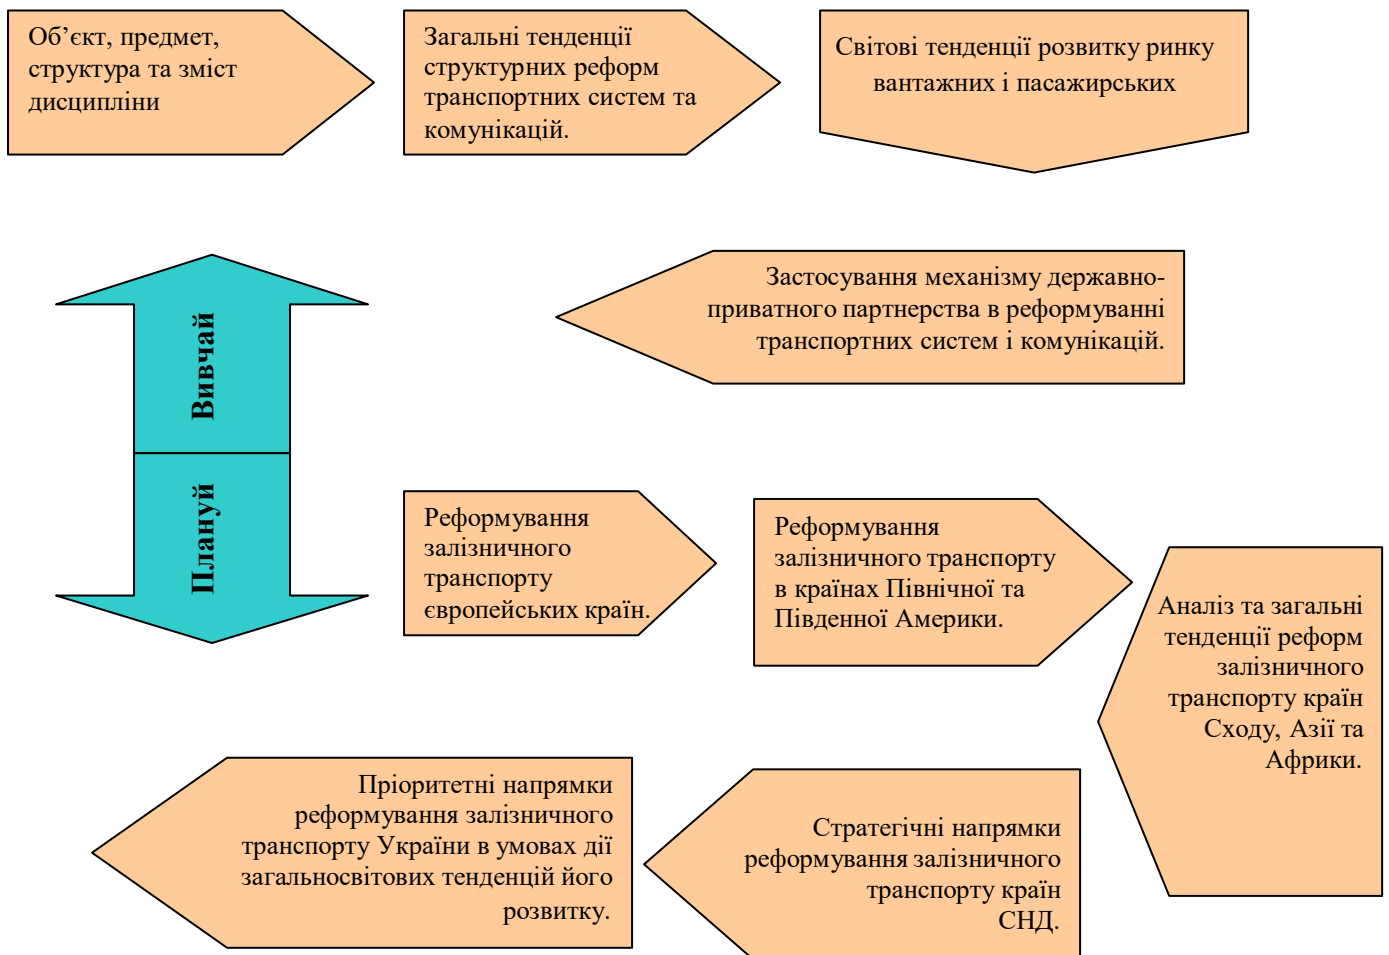 Об’єкт, предмет,
структура та зміст
дисципліни
Загальні тенденції
структурних реформ
транспортних систем та
комунікацій.
Світові тенденції розвитку ринку
вантажних і пасажирських
Застосування механізму державно-
приватного партнерства в реформуванні
транспортних систем і комунікацій.
Вивчай
Плануй
Реформування
залізничного
транспорту
європейських країн.
Реформування
залізничного транспорту
в країнах Північної та
Південної Америки.
Аналіз та загальні
тенденції реформ
залізничного
транспорту країн
Сходу, Азії та
Африки.
Стратегічні напрямки
реформування залізничного
транспорту країн
СНД.
Пріоритетні напрямки
реформування залізничного
транспорту України в умовах дії
загальносвітових тенденцій його
розвитку.